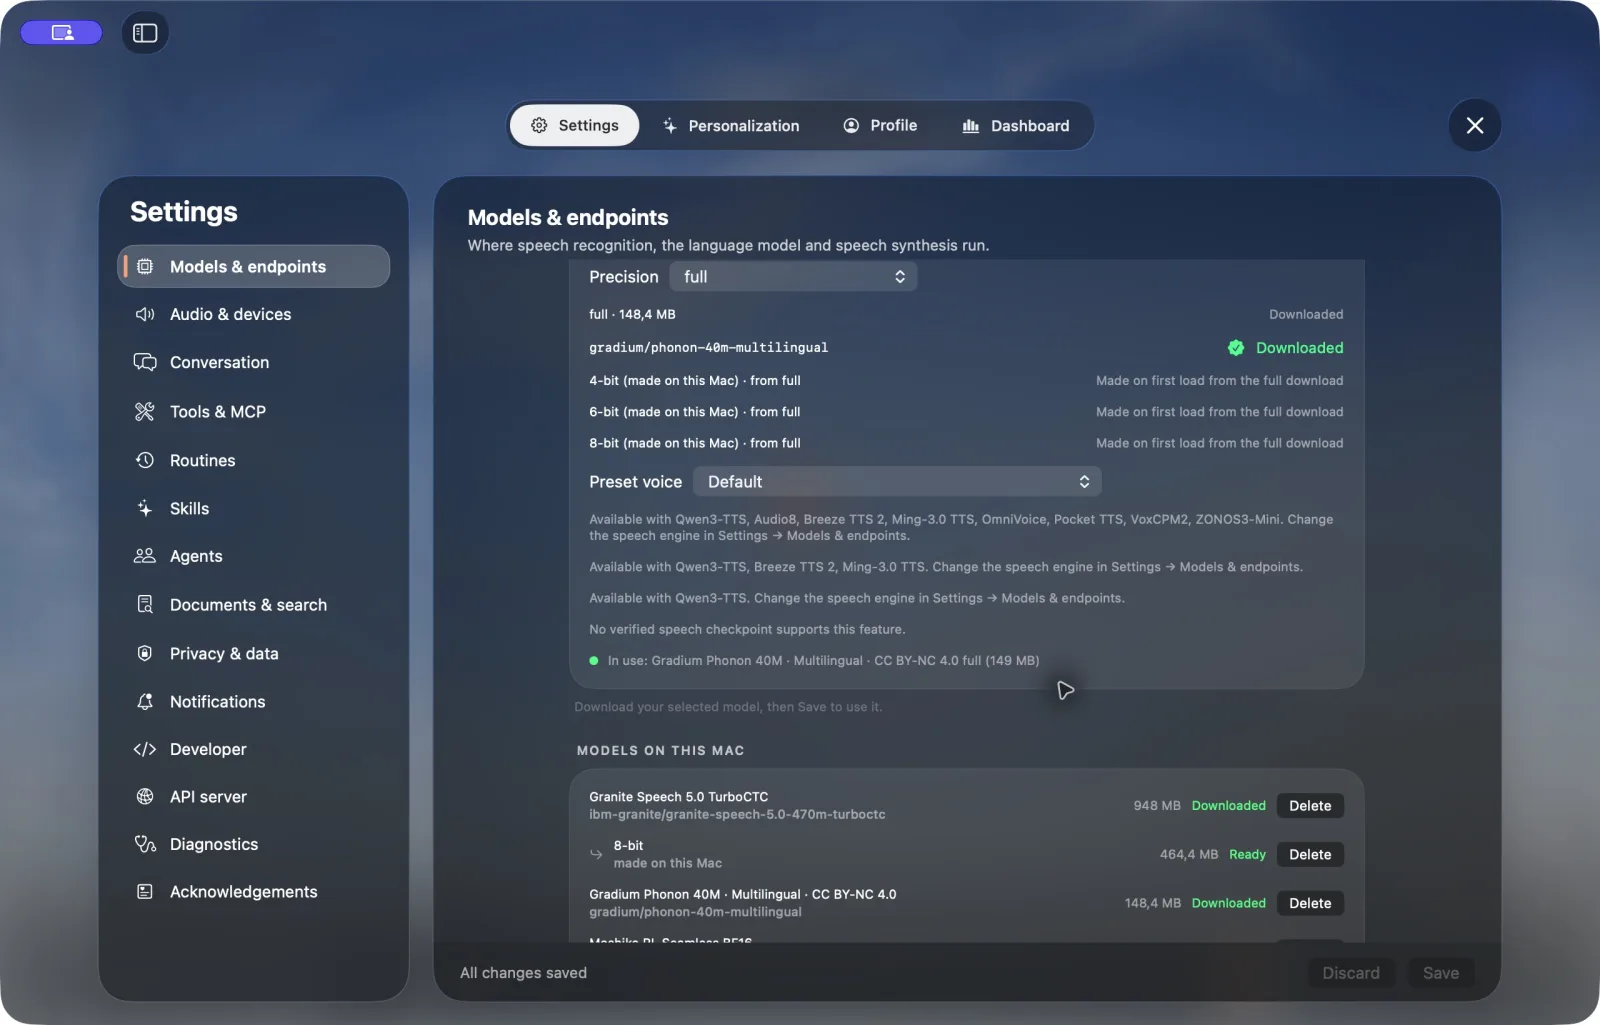 Settings
Personalization
Profile
Dashboard
Settings
Models & endpoints
Audio & devices
Conversation
Tools & MCP
Routines
Skills
Agents
Documents & search
Privacy & data
Notifications
Developer
API server
Diagnostics
Acknowledgements
Models & endpoints
Where speech recognition, the language model and speech synthesis run.
Precision full
full · 148,4 MB Downloaded
gradium/phonon-40m-multilingual Downloaded
4-bit (made on this Mac) · from full Made on first load from the full download
6-bit (made on this Mac) · from full Made on first load from the full download
8-bit (made on this Mac) · from full Made on first load from the full download
Preset voice Default
Available with Qwen3-TTS, Audio8, Breeze TTS 2, Ming-3.0 TTS, OmniVoice, Pocket TTS, VoxCPM2, ZONOS3-Mini. Change
the speech engine in Settings → Models & endpoints.
Available with Qwen3-TTS, Breeze TTS 2, Ming-3.0 TTS. Change the speech engine in Settings → Models & endpoints.
Available with Qwen3-TTS. Change the speech engine in Settings → Models & endpoints.
No verified speech checkpoint supports this feature.
In use: Gradium Phonon 40M · Multilingual · CC BY-NC 4.0 full (149 MB)
Download your selected model, then Save to use it.
MODELS ON THIS MAC
Granite Speech 5.0 TurboCTC
ibm-granite/granite-speech-5.0-470m-turboctc
948 MB Downloaded Delete
8-bit
made on this Mac
464,4 MB Ready Delete
Gradium Phonon 40M · Multilingual · CC BY-NC 4.0
gradium/phonon-40m-multilingual
148,4 MB Downloaded Delete
All changes saved
Discard Save